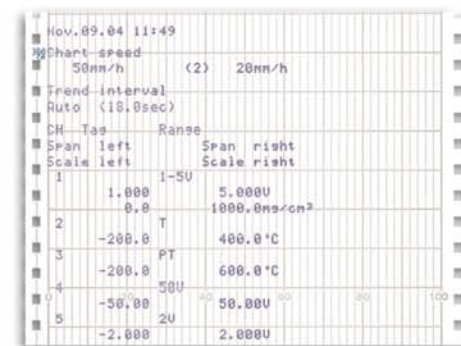 Nov.09.04 11:49
Chart speed
50mm/h (2) 20mm/h
Trend interval
Auto (18.0sec)
CH Tag Range
Span left Span right
Scale left Scale right
1 1-5V
1.000 5.000V
0.0 1000.0mg/cm³
2 T
-200.0 400.0°C
3 PT
-200.0 600.0°C
4 50V
0 20 40 60 80 100
-50.00 50.00V
5 2V
-2.000 2.000V